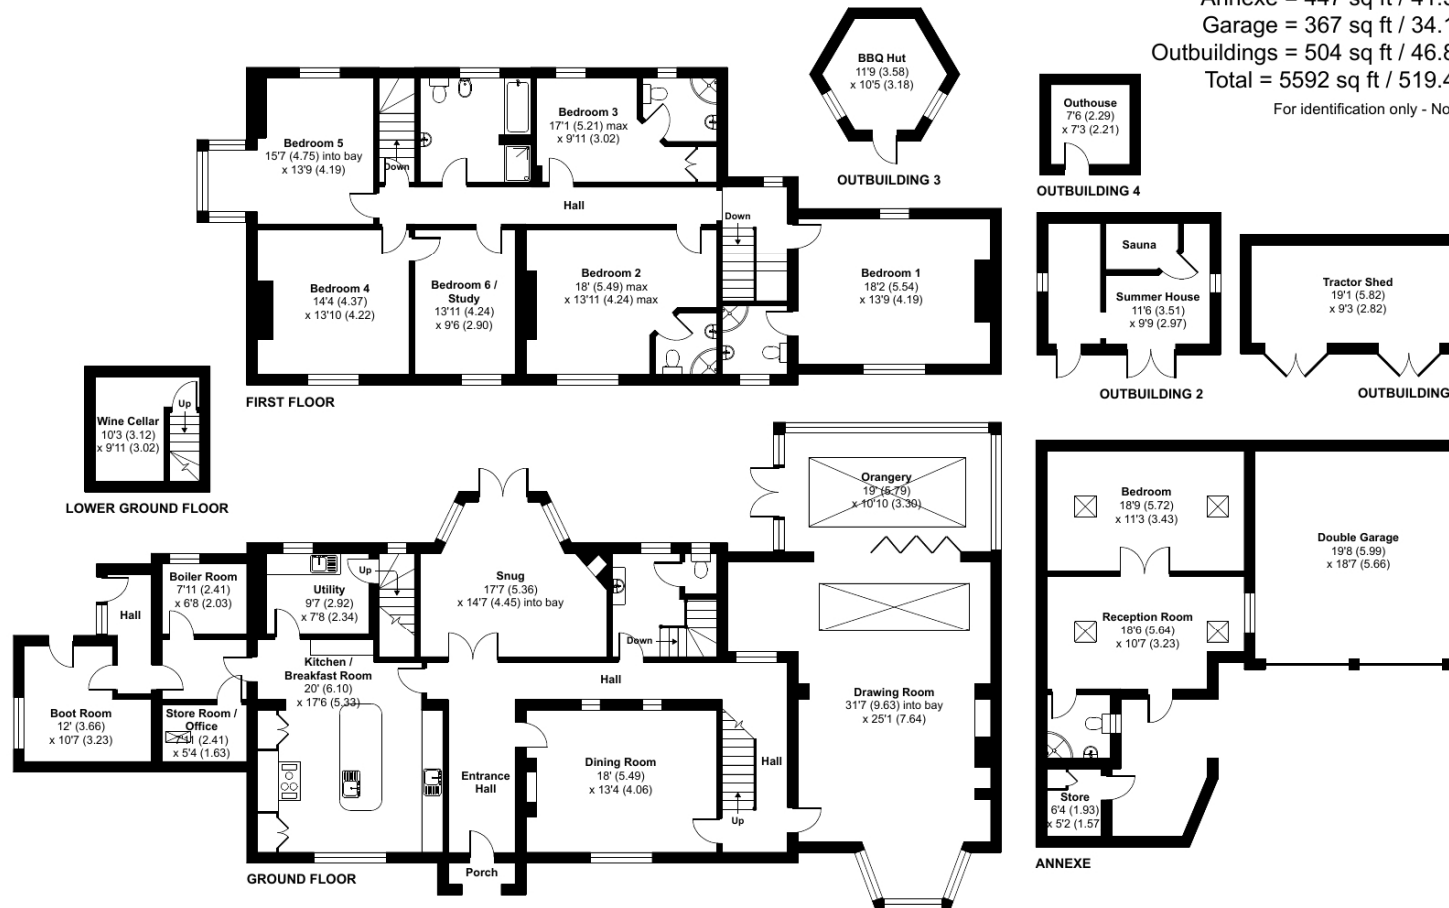 Annexe = 447 sq ft / 41.5
Garage = 367 sq ft / 34.1
Outbuildings = 504 sq ft / 46.8
Total = 5592 sq ft / 519.4
For identification only - No
BBQ Hut
11'9 (3.58)
x 10'5 (3.18)
OUTBUILDING 3
Outhouse
7'6 (2.29)
x 7'3 (2.21)
OUTBUILDING 4
Bedroom 5
15'7 (4.75) into bay
x 13'9 (4.19)
Down
Bedroom 3
17'1 (5.21) max
x 9'11 (3.02)
Hall
Down
Bedroom 4
14'4 (4.37)
x 13'10 (4.22)
Bedroom 6 /
Study
13'11 (4.24)
x 9'6 (2.90)
Bedroom 2
18' (5.49) max
x 13'11 (4.24) max
Bedroom 1
18'2 (5.54)
x 13'9 (4.19)
FIRST FLOOR
Sauna
Summer House
11'6 (3.51)
x 9'9 (2.97)
OUTBUILDING 2
Tractor Shed
19'1 (5.82)
x 9'3 (2.82)
OUTBUILDING
Wine Cellar
10'3 (3.12)
x 9'11 (3.02)
Up
LOWER GROUND FLOOR
Orangery
19' (5.79)
x 10'10 (3.30)
Boiler Room
7'11 (2.41)
x 6'8 (2.03)
Hall
Utility
9'7 (2.92)
x 7'8 (2.34)
Up
Snug
17'7 (5.36)
x 14'7 (4.45) into bay
Down
Kitchen /
Breakfast Room
20' (6.10)
x 17'6 (5.33)
Hall
Boot Room
12' (3.66)
x 10'7 (3.23)
Store Room /
Office
7'11 (2.41)
x 5'4 (1.63)
Entrance
Hall
Dining Room
18' (5.49)
x 13'4 (4.06)
Hall
Up
Drawing Room
31'7 (9.63) into bay
x 25'1 (7.64)
Porch
GROUND FLOOR
Bedroom
18'9 (5.72)
x 11'3 (3.43)
Double Garage
19'8 (5.99)
x 18'7 (5.66)
Reception Room
18'6 (5.64)
x 10'7 (3.23)
Store
6'4 (1.93)
x 5'2 (1.57
ANNEXE